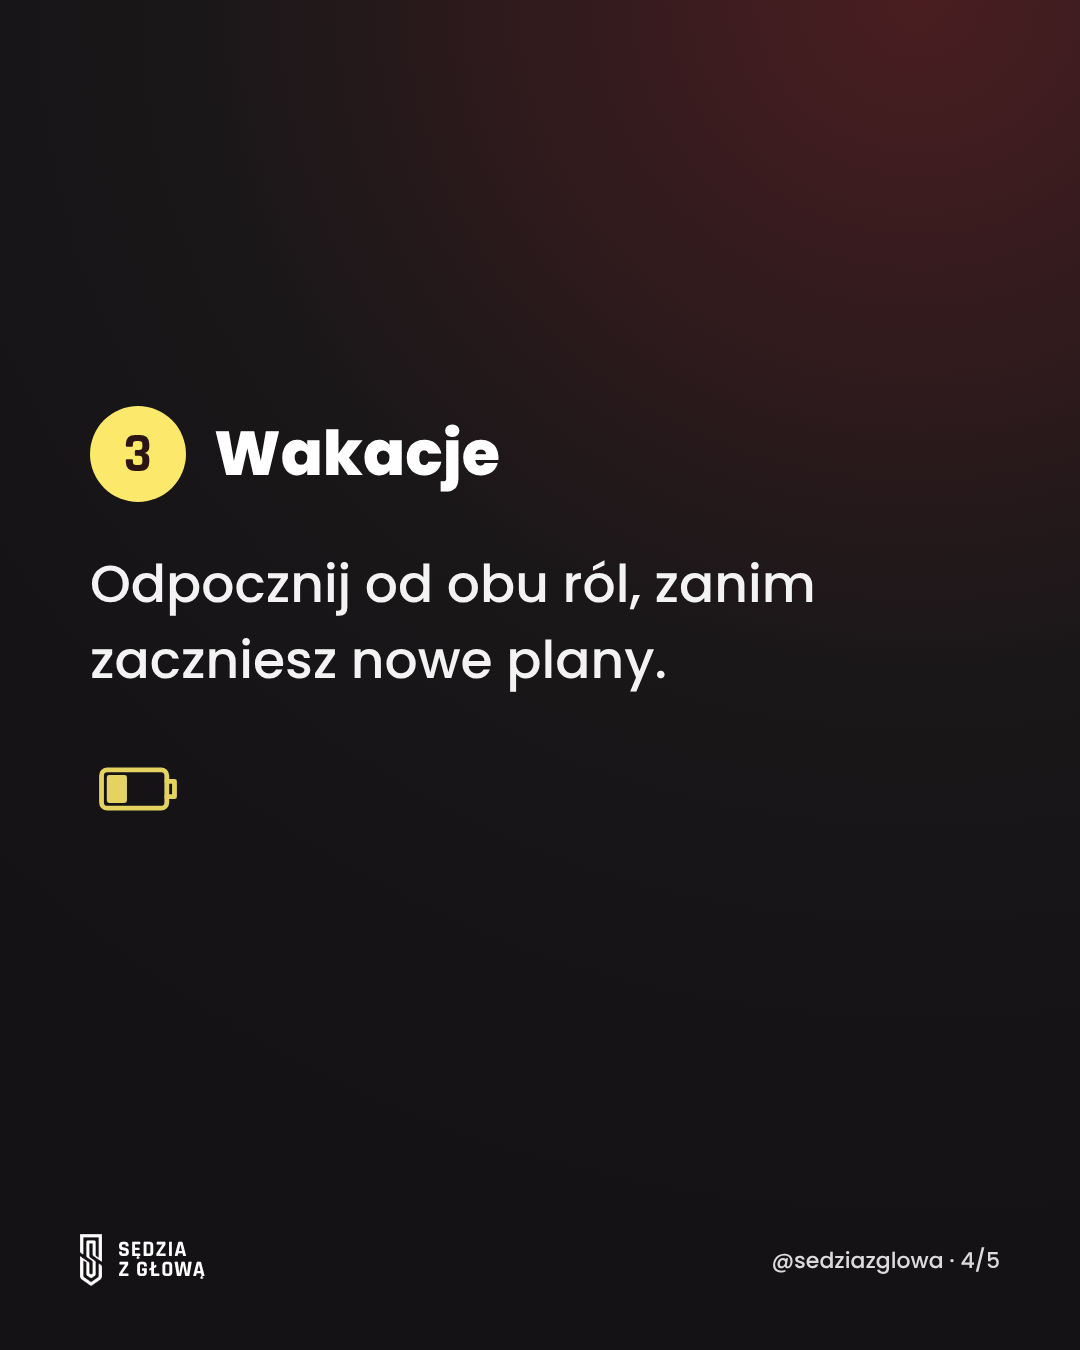 3 Wakacje
Odpocznij od obu ról, zanim
zaczniesz nowe plany.
SĘDZIA
Z GŁOWĄ
@sedziazglowa · 4/5